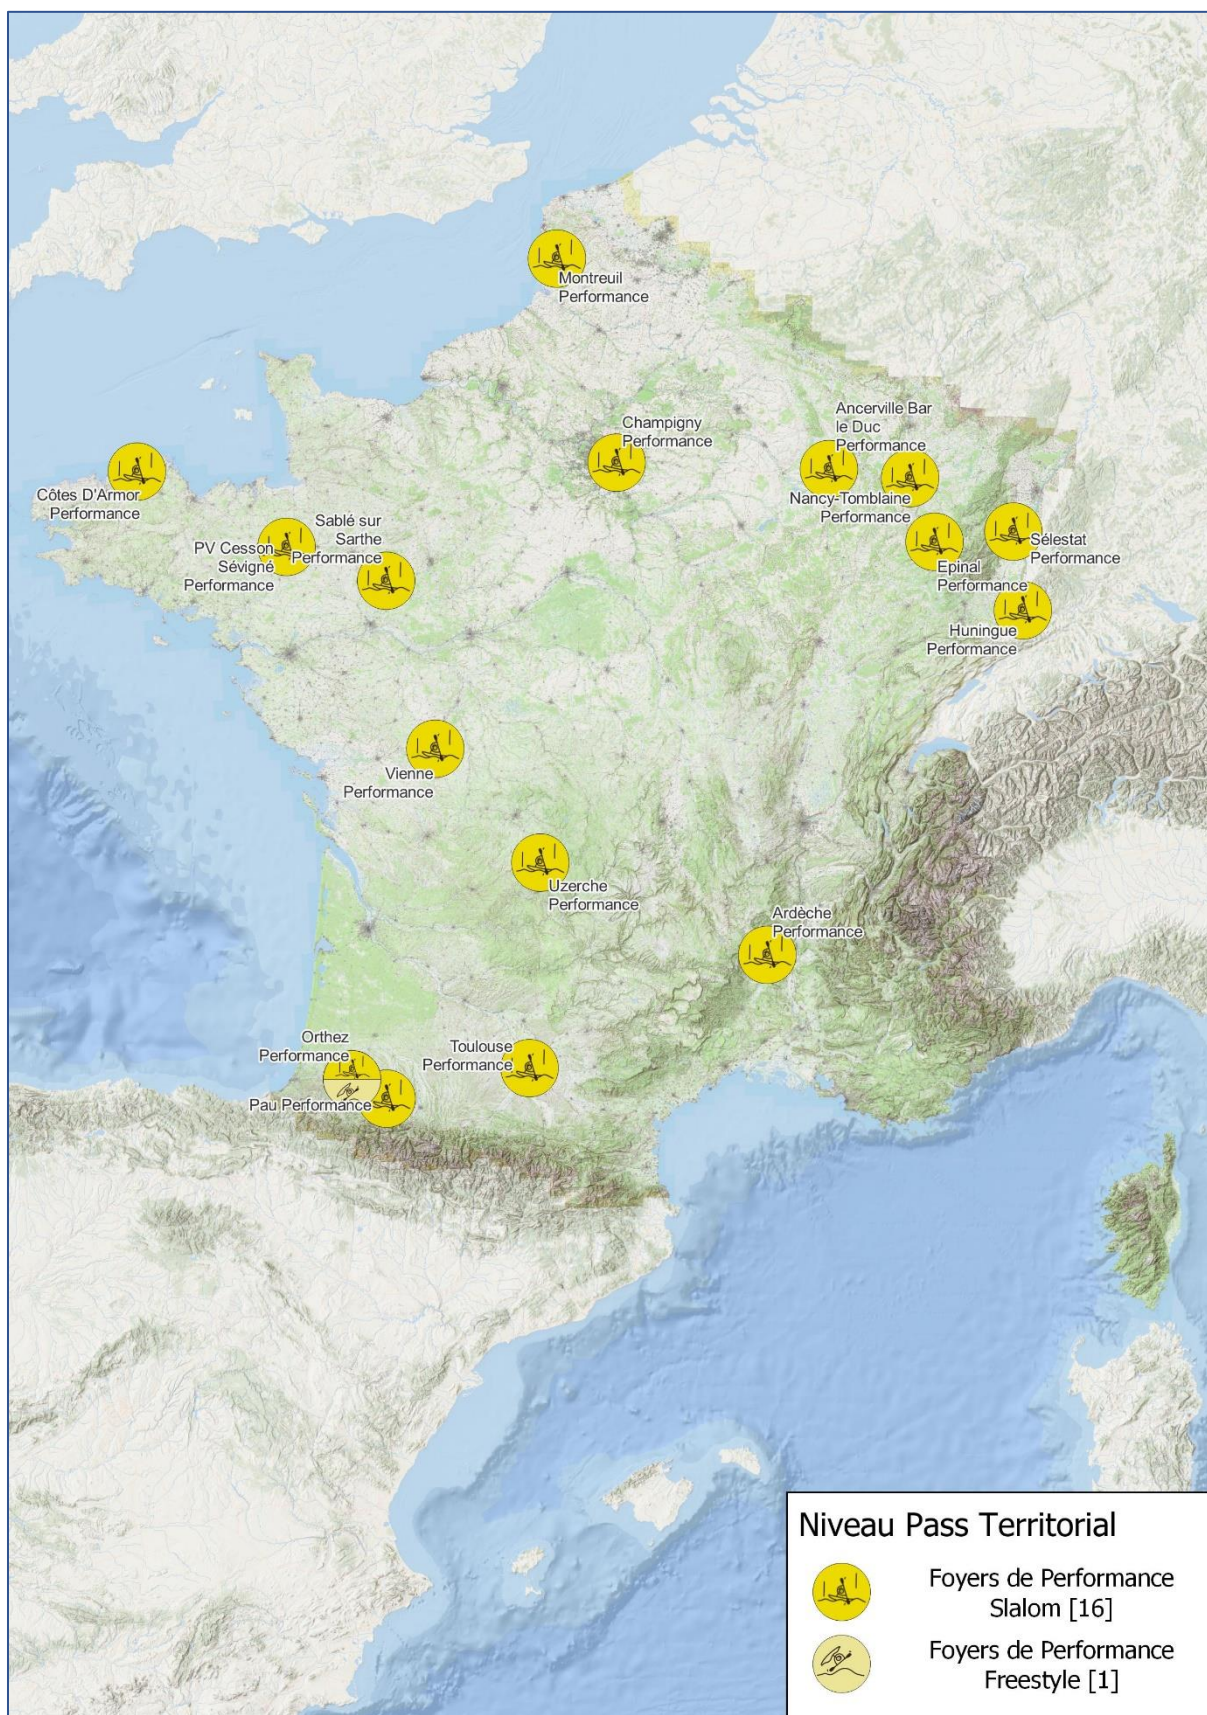 Montreuil
Performance
Champigny
Performance
Ancerville Bar
le Duc
Performance
Nancy-Tomblaine
Performance
Côtes D'Armor
Performance
Sablé sur
Sarthe
Performance
PV Cesson
Sévigné
Performance
Sélestat
Performance
Epinal
Performance
Huningue
Performance
Vienne
Performance
Uzerche
Performance
Ardèche
Performance
Orthez
Performance
Toulouse
Performance
Pau Performance
Niveau Pass Territorial
Foyers de Performance
Slalom [16]
Foyers de Performance
Freestyle [1]